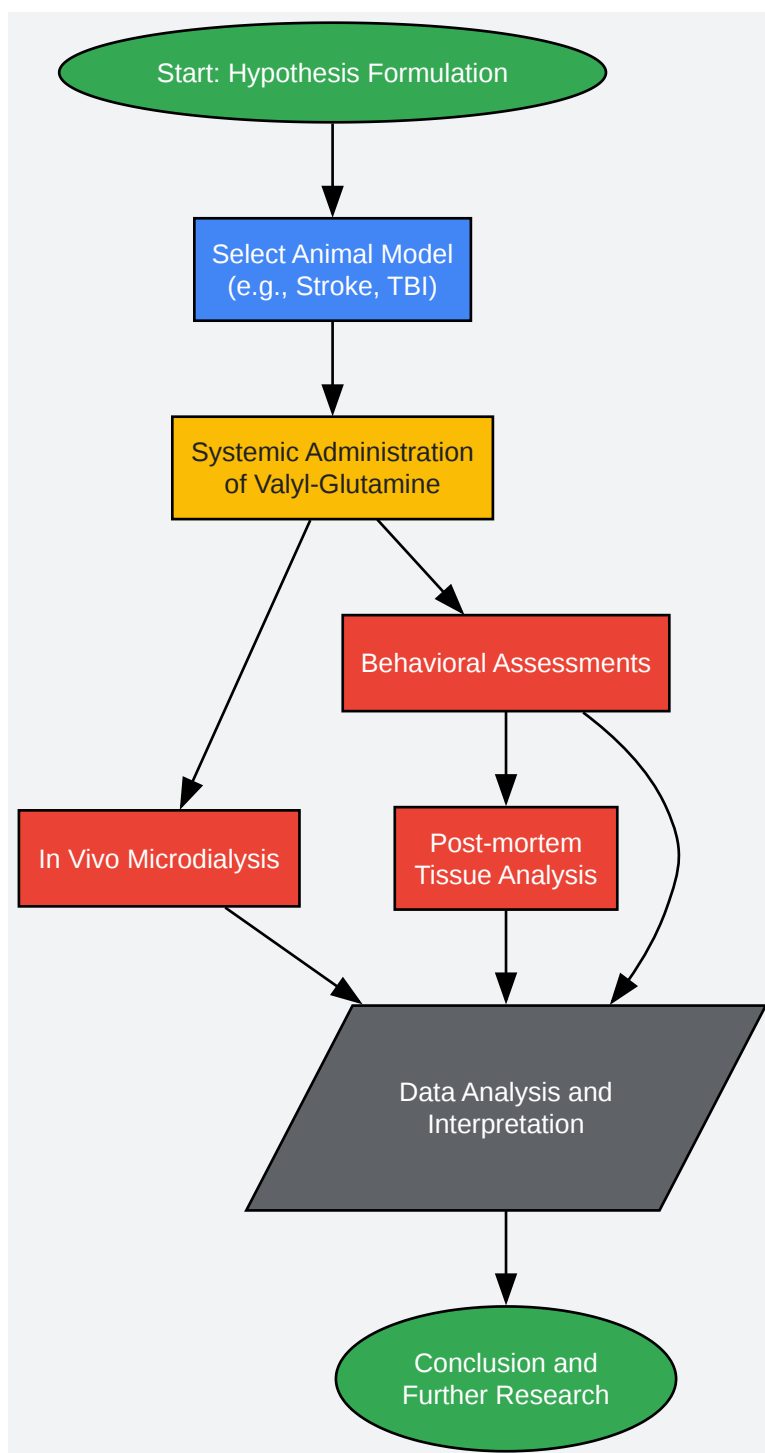 Start: Hypothesis Formulation
Select Animal Model
(e.g., Stroke, TBI)
Systemic Administration
of Valyl-Glutamine
Behavioral Assessments
In Vivo Microdialysis
Post-mortem
Tissue Analysis
Data Analysis and
Interpretation
Conclusion and
Further Research